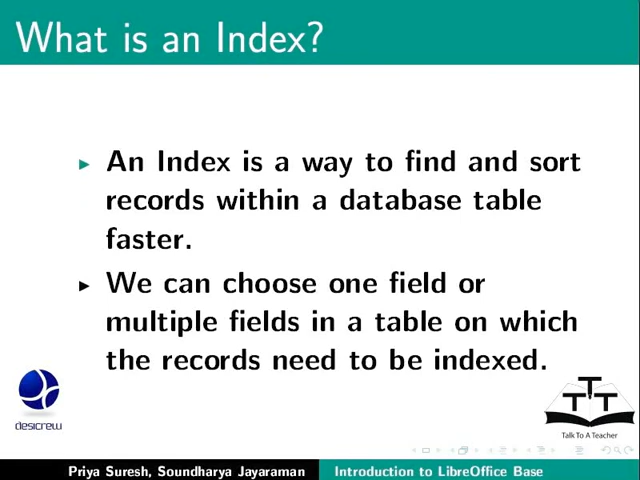 What is an Index?
An Index is a way to find and sort
records within a database table
faster.
We can choose one field or
multiple fields in a table on which
the records need to be indexed.
desicrew
T T T
Talk To A Teacher
Priya Suresh, Soundharya Jayaraman
Introduction to LibreOffice Base